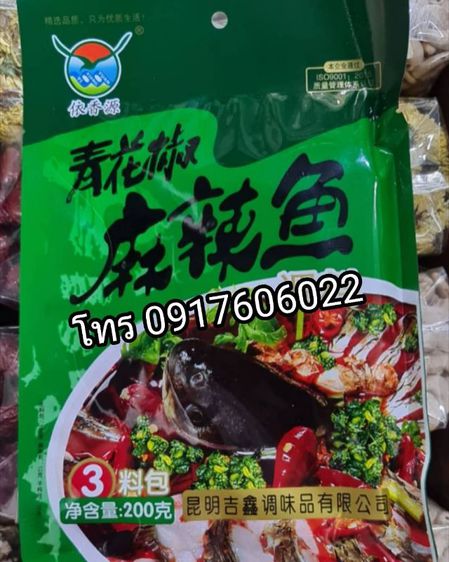 精选品质，只为优质生活！
®
依香源
本企业通过
ISO9001:
质量管理体系
青花椒
麻辣鱼
โทร 0917606022
3料包
净含量:200克
昆明吉鑫调味品有限公司